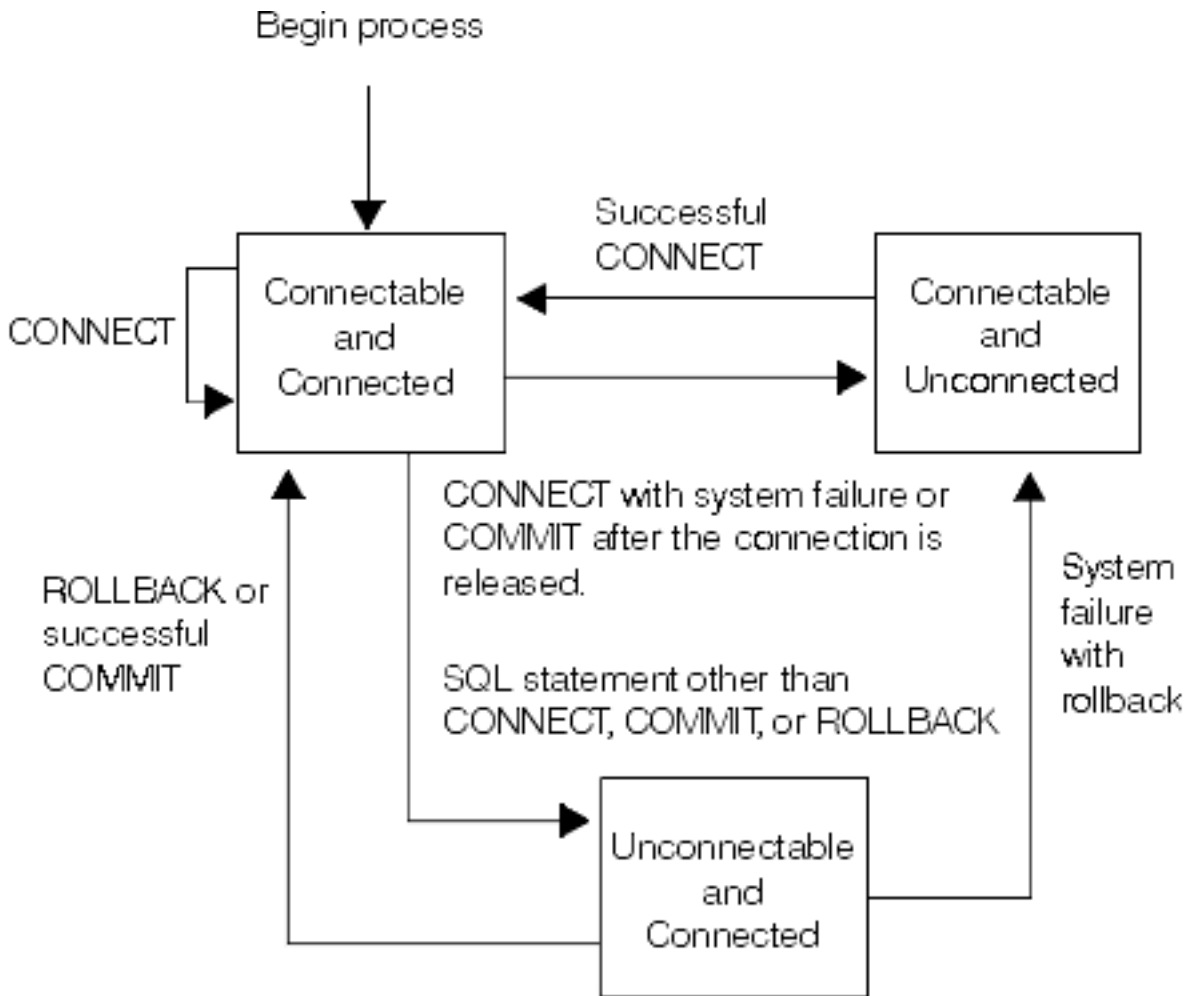 Begin process
Successful
CONNECT
Connectable
and
Connected
Connectable
and
Unconnected
CONNECT
CONNECT with system failure or
COMMIT after the connection is
released.
ROLLBACK or
successful
COMMIT
System
failure
with
rollback
SQL statement other than
CONNECT, COMMIT, or ROLLBACK
Unconnectable
and
Connected